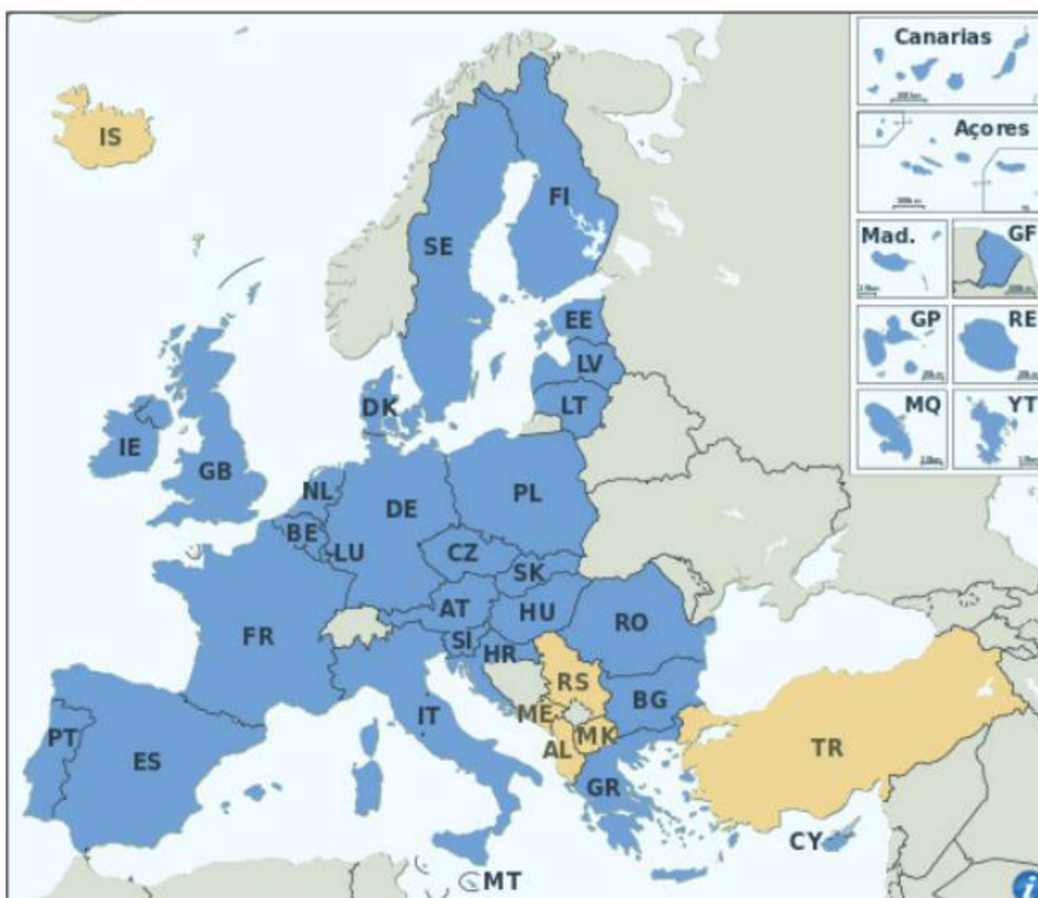 Canarias
IS
Açores
FI
Mad.
GF
SE
GP
RE
EE
LV
MQ
YT
DK
LT
IE
GB
NL
PL
DE
BE
LU
CZ
SK
AT
HU
RO
FR
SI
HR
RS
BG
ME
IT
MK
PT
AL
TR
ES
GR
CY
MT
i